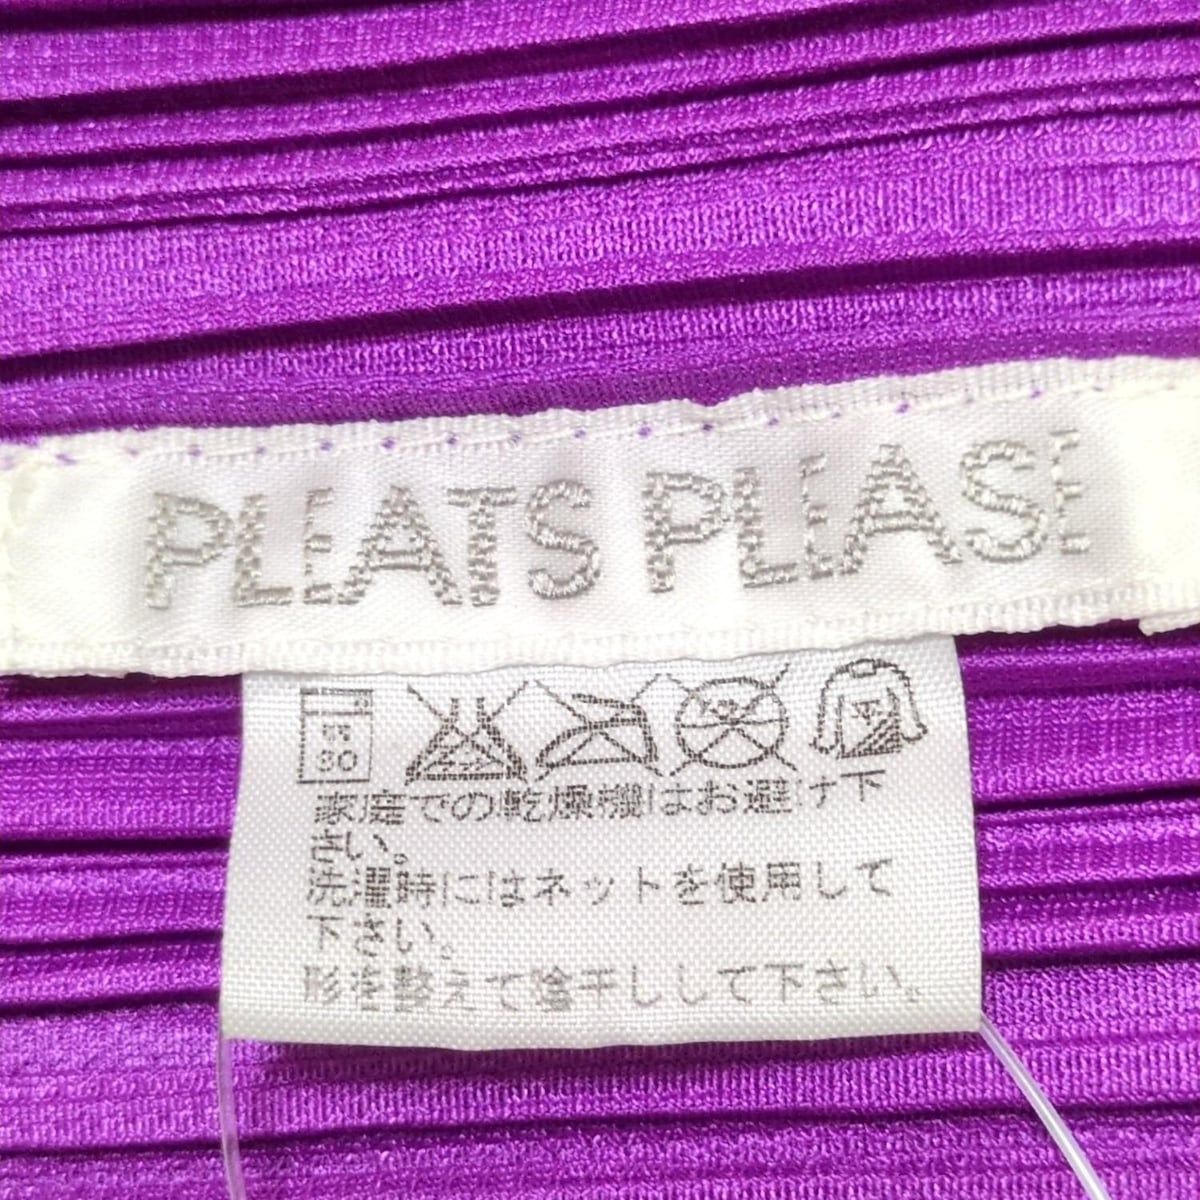 PLEATS PLEASE
弱
30
家庭での乾燥機はお避け下
さい。
洗濯時にはネットを使用して
下さい。
形を整えて陰干しして下さい。